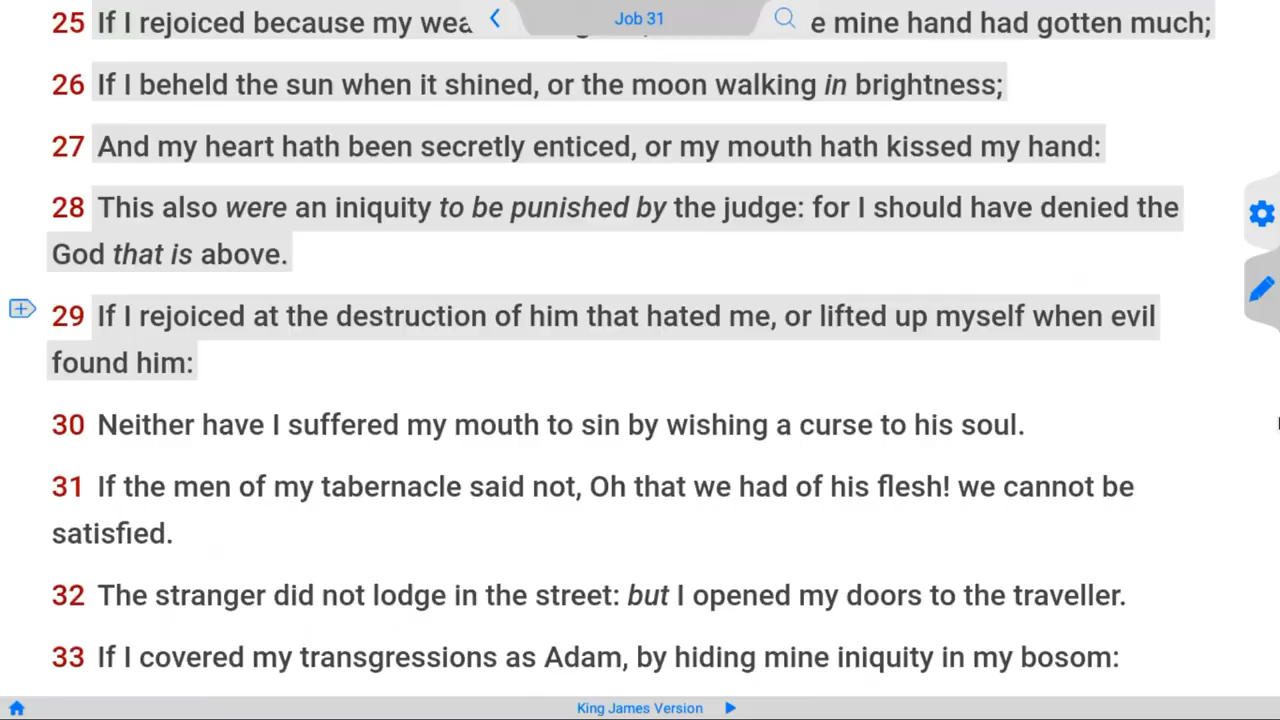 Job 31
25 If I rejoiced because my e mine hand had gotten much;
26 If I beheld the sun when it shined, or the moon walking in brightness;
27 And my heart hath been secretly enticed, or my mouth hath kissed my hand:
28 This also were an iniquity to be punished by the judge: for I should have denied the
God that is above.
29 If I rejoiced at the destruction of him that hated me, or lifted up myself when evil
found him:
30 Neither have I suffered my mouth to sin by wishing a curse to his soul.
31 If the men of my tabernacle said not, Oh that we had of his flesh! we cannot be
satisfied.
32 The stranger did not lodge in the street: but I opened my doors to the traveller.
33 If I covered my transgressions as Adam, by hiding mine iniquity in my bosom:
King James Version